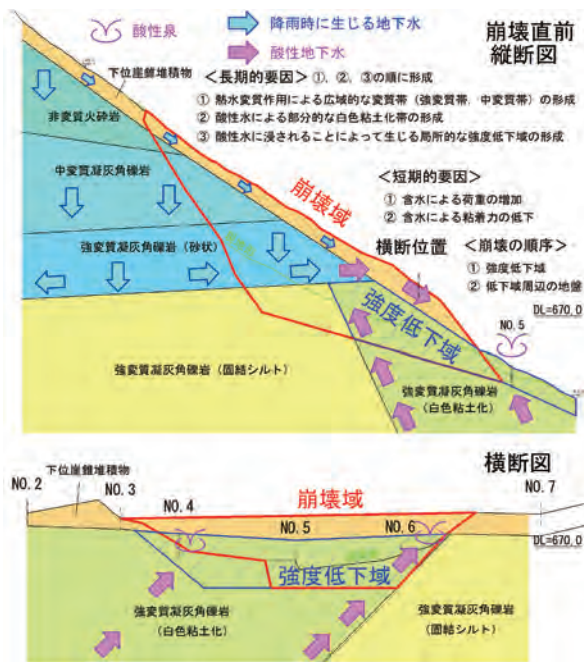 酸性泉
降雨時に生じる地下水
酸性地下水
崩壊直前
縦断図
下位崖錐堆積物
＜長期的要因＞ ①、②、③の順に形成
① 熱水変質作用による広域的な変質帯（強変質帯、中変質帯）の形成
② 酸性水による部分的な白色粘土化帯の形成
③ 酸性水に浸されることによって生じる局所的な強度低下域の形成
非変質火砕岩
中変質凝灰角礫岩
強変質凝灰角礫岩（砂状）
崩壊域
＜短期的要因＞
① 含水による荷重の増加
② 含水による粘着力の低下
横断位置
＜崩壊の順序＞
① 強度低下域
② 低下域周辺の地盤
DL=670.0
NO.5
強度低下域
強変質凝灰角礫岩（固結シルト）
強変質凝灰角礫岩
（白色粘土化）
横断図
下位崖錐堆積物
NO.2
NO.3
NO.4
崩壊域
NO.5
NO.6
NO.7
DL=670.0
強度低下域
強変質凝灰角礫岩
（白色粘土化）
強変質凝灰角礫岩
（固結シルト）